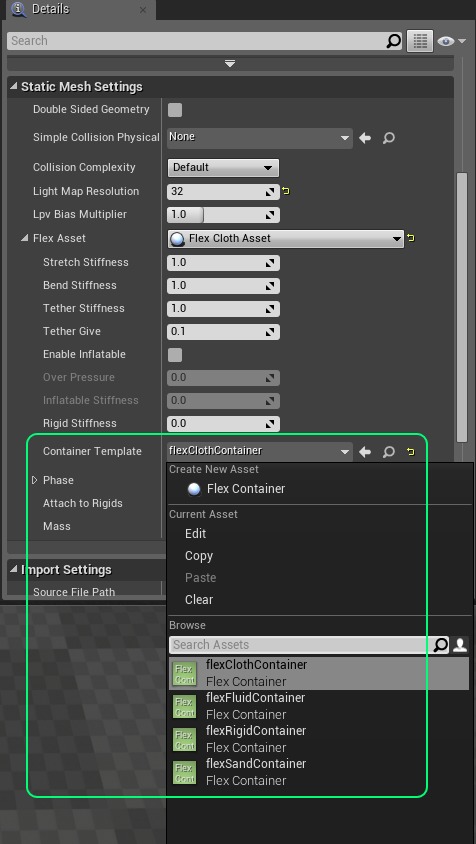 Details
Search
Static Mesh Settings
Double Sided Geometry
Simple Collision Physical None
Collision Complexity Default
Light Map Resolution 32
Lpv Bias Multiplier 1.0
Flex Asset Flex Cloth Asset
Stretch Stiffness 1.0
Bend Stiffness 1.0
Tether Stiffness 1.0
Tether Give 0.1
Enable Inflatable
Over Pressure 0.0
Inflatable Stiffness 0.0
Rigid Stiffness 0.0
Container Template flexClothContainer
Phase
Attach to Rigids
Mass
Import Settings
Source File Path
Create New Asset
Flex Container
Current Asset
Edit
Copy
Paste
Clear
Browse
Search Assets
Flex Cont
flexClothContainer
Flex Container
Flex Cont
flexFluidContainer
Flex Container
Flex Cont
flexRigidContainer
Flex Container
Flex Cont
flexSandContainer
Flex Container